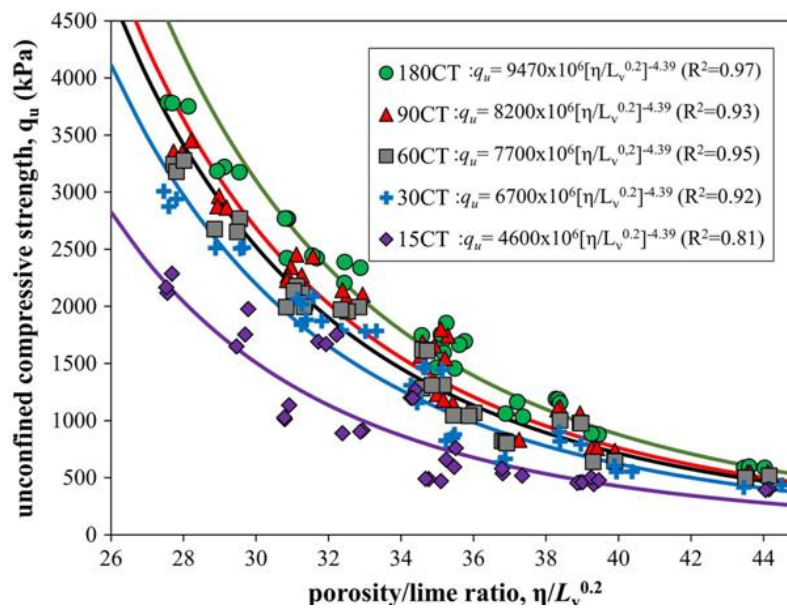 4500
4000
3500
3000
2500
2000
1500
1000
500
0
unconfined compressive strength, qᵤ (kPa)
180CT :qᵤ= 9470x10⁶[η/Lᵥ⁰·²]⁻⁴·³⁹ (R²=0.97)
90CT :qᵤ= 8200x10⁶[η/Lᵥ⁰·²]⁻⁴·³⁹ (R²=0.93)
60CT :qᵤ= 7700x10⁶[η/Lᵥ⁰·²]⁻⁴·³⁹ (R²=0.95)
30CT :qᵤ= 6700x10⁶[η/Lᵥ⁰·²]⁻⁴·³⁹ (R²=0.92)
15CT :qᵤ= 4600x10⁶[η/Lᵥ⁰·²]⁻⁴·³⁹ (R²=0.81)
26 28 30 32 34 36 38 40 42 44
porosity/lime ratio, η/Lᵥ⁰·²